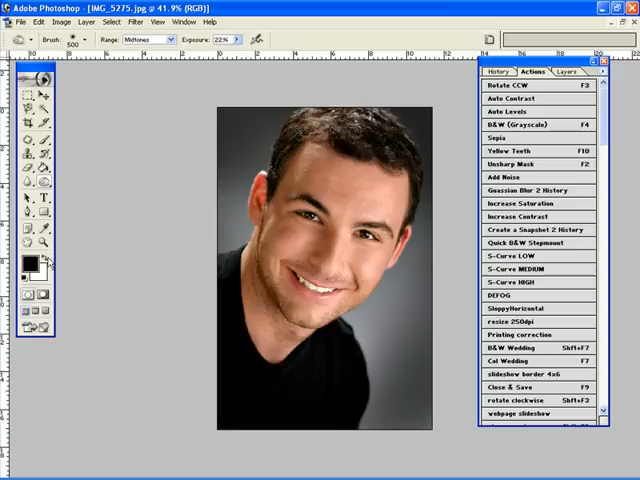 Adobe Photoshop - [IMG_5275.jpg @ 41.9% (RGB)]
File Edit Image Layer Select Filter View Window Help
Brush: 500 Range: Midtones Exposure: 22%
History Actions Layers
Rotate CCW F3
Auto Contrast
Auto Levels
B&W (Grayscale) F4
Sepia
Yellow Teeth F10
Unsharp Mask F2
Add Noise
Guassian Blur 2 History
Increase Saturation
Increase Contrast
Create a Snapshot 2 History
Quick B&W Stepmount
S-Curve LOW
S-Curve MEDIUM
S-Curve HIGH
DEFOG
SloppyHorizontal
resize 250dpi
Printing correction
B&W Wedding Shft+F7
Col Wedding F7
slideshow border 4x6
Close & Save F9
rotate clockwise Shft+F3
webpage slideshow